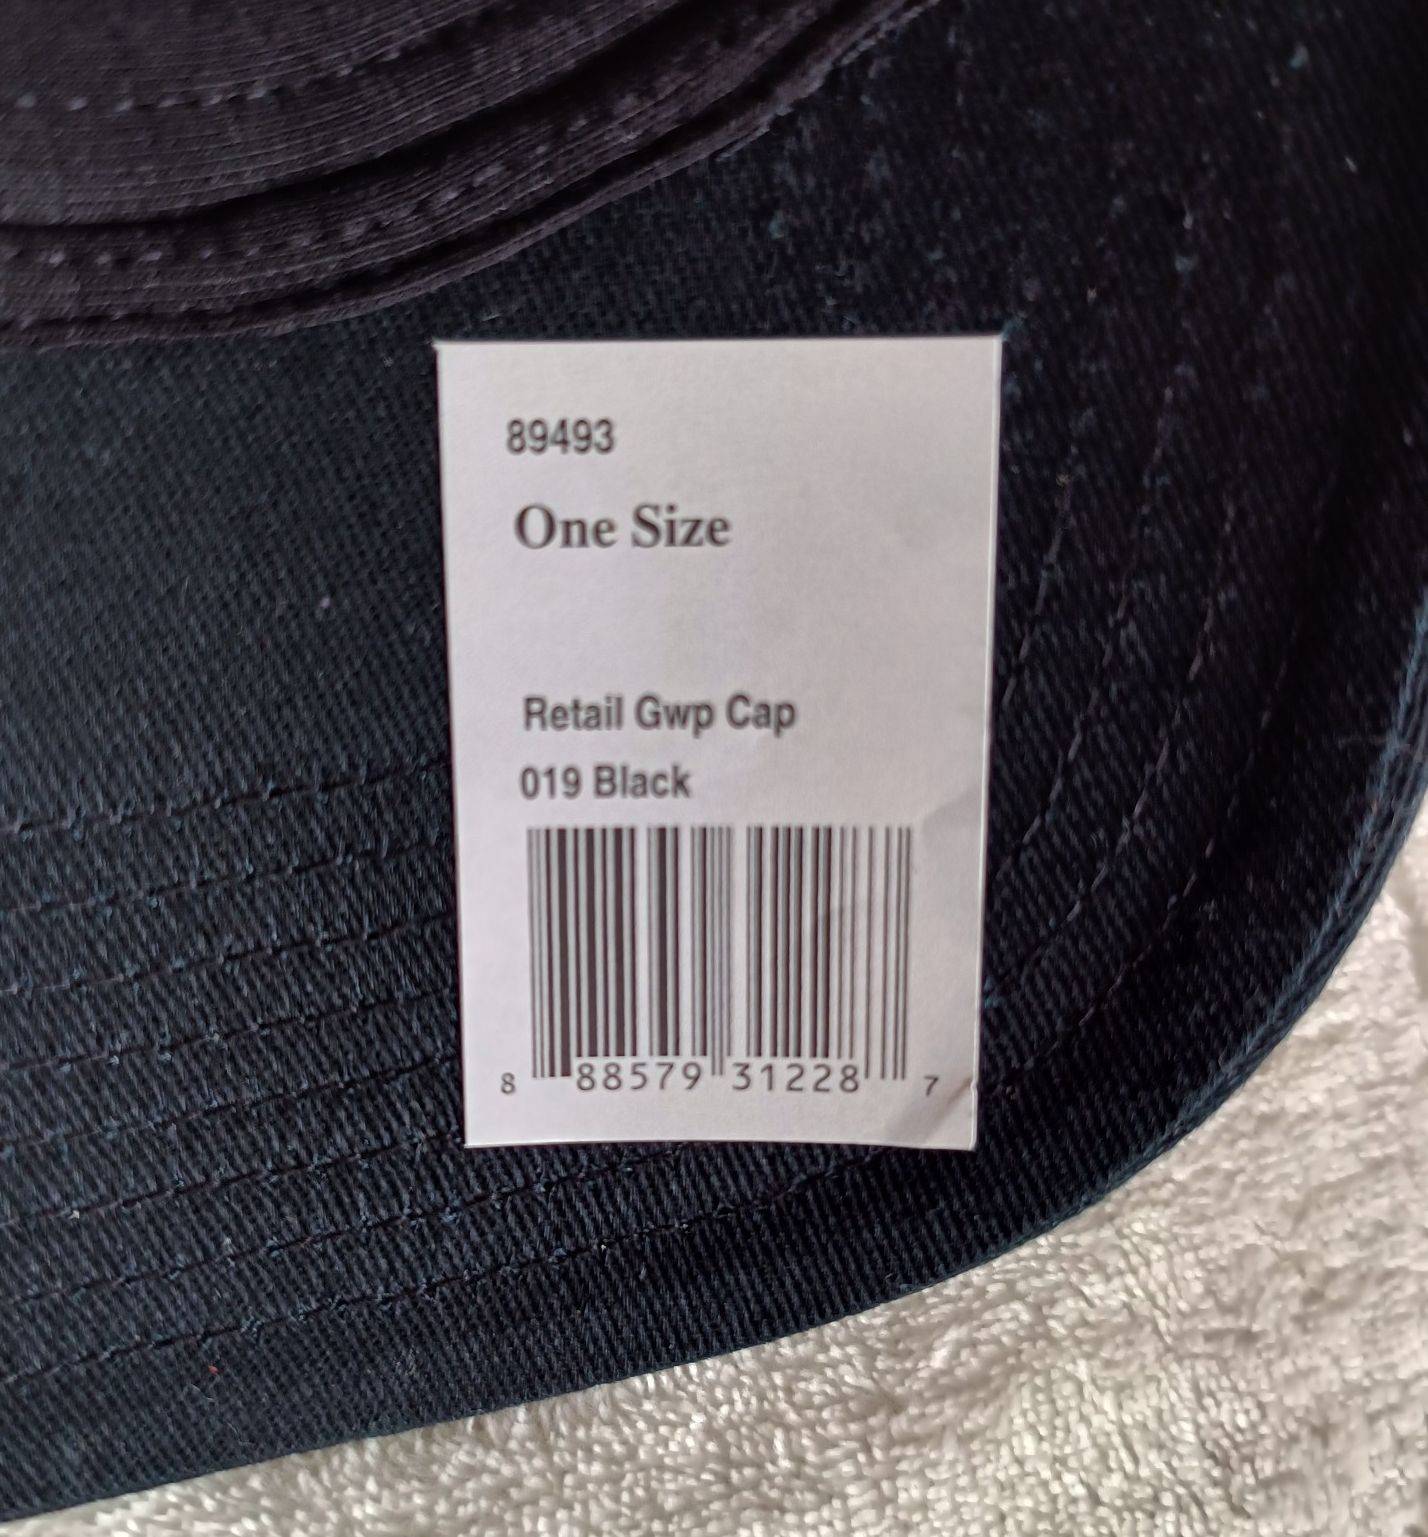 89493
One Size
Retail Gwp Cap
019 Black
8 88579 31228 7